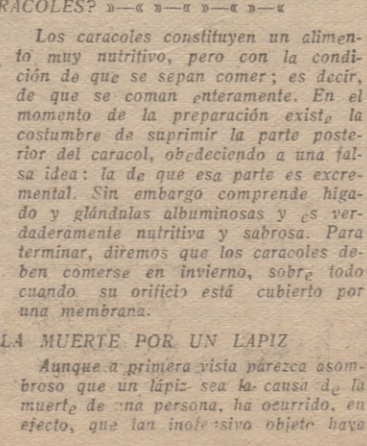 RACOLES? »—« »—« »—« »—«
Los caracoles constituyen un alimen-
to muy nutritivo, pero con la condi-
ción de que se sepan comer; es decir,
de que se coman enteramente. En el
momento de la preparación existe la
costumbre de suprimir la parte poste-
rior del caracol, obedeciendo a una fal-
sa idea: la de que esa parte es excre-
mental. Sin embargo comprende híga-
do y glándulas albuminosas y es ver-
daderamente nutritiva y sabrosa. Para
terminar, diremos que los caracoles de-
ben comerse en invierno, sobre todo
cuando su orificio está cubierto por
una membrana.
LA MUERTE POR UN LAPIZ
Aunque a primera vista parezca asom-
broso que un lápiz sea la causa de la
muerte de una persona, ha ocurrido, en
efecto, que tan inofensivo objeto haya